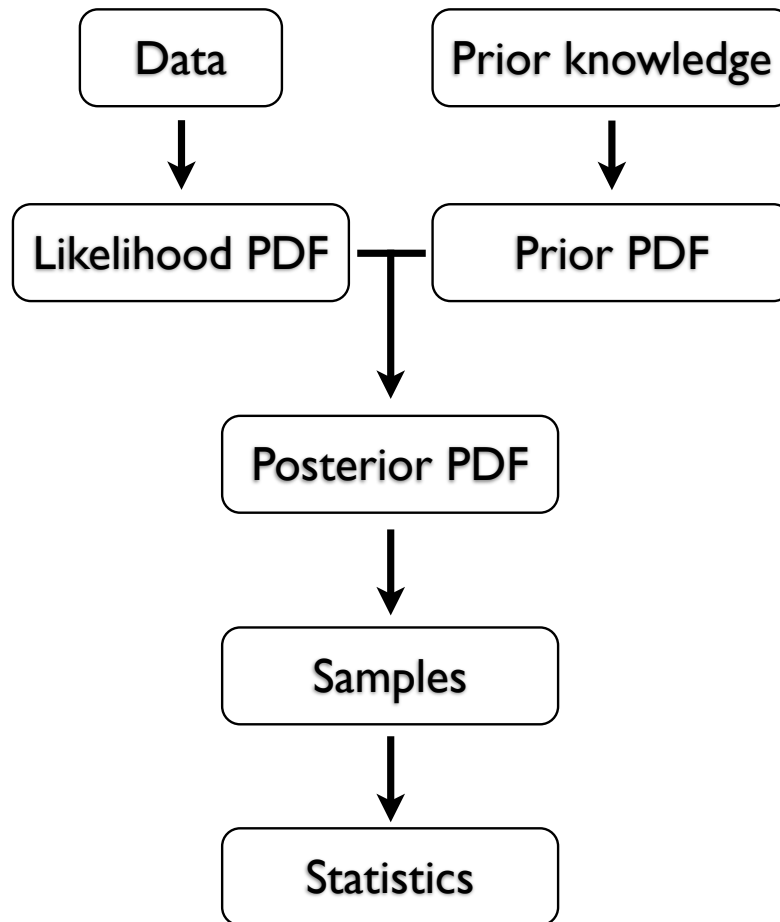 Data
Prior knowledge
Likelihood PDF
Prior PDF
Posterior PDF
Samples
Statistics